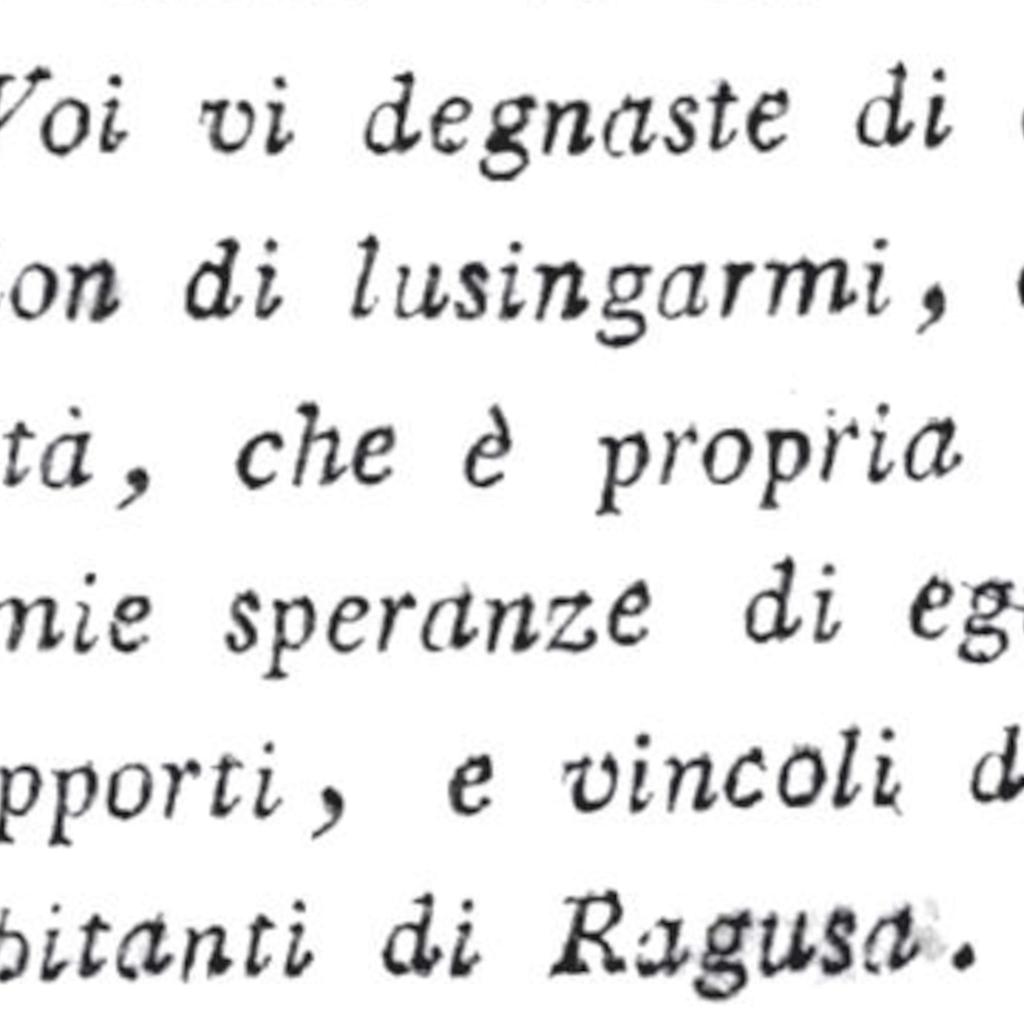 Voi vi degnaste di
on di lusingarmi,
tà, che è propria
mie speranze di eg
pporti, e vincoli d
bitanti di Ragusa.